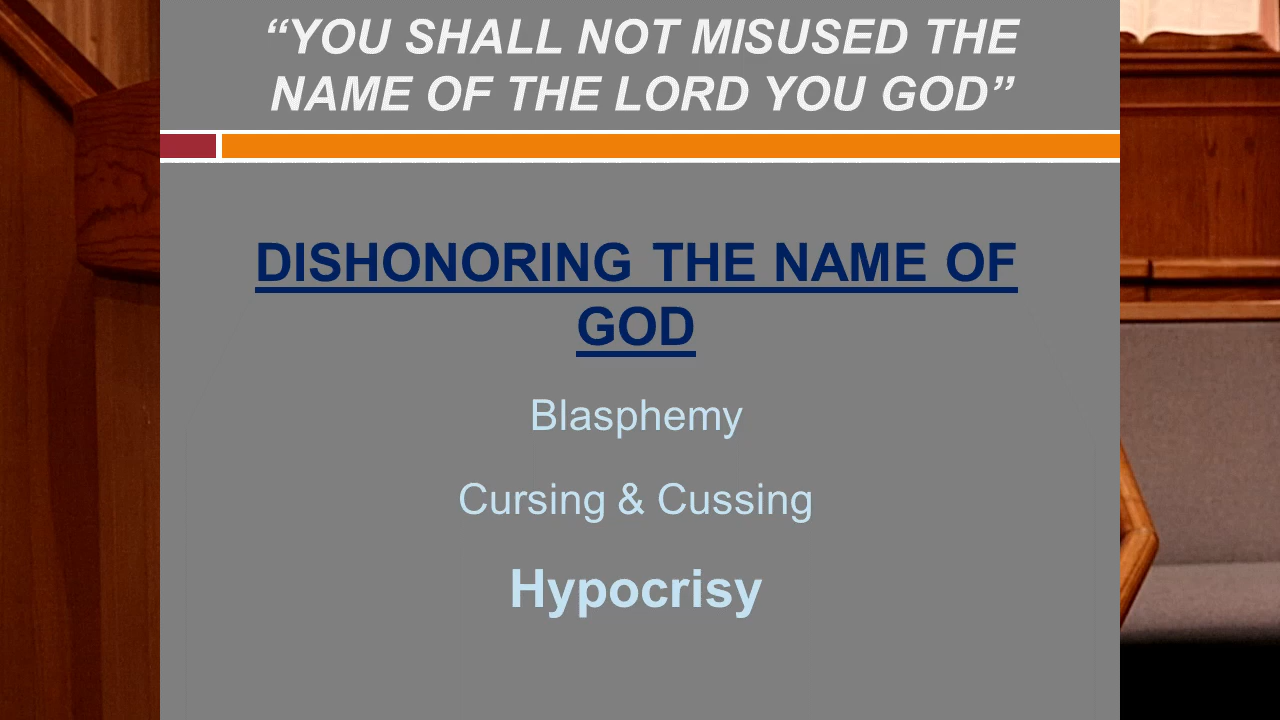 “YOU SHALL NOT MISUSED THE
NAME OF THE LORD YOU GOD”
DISHONORING THE NAME OF
GOD
Blasphemy
Cursing & Cussing
Hypocrisy